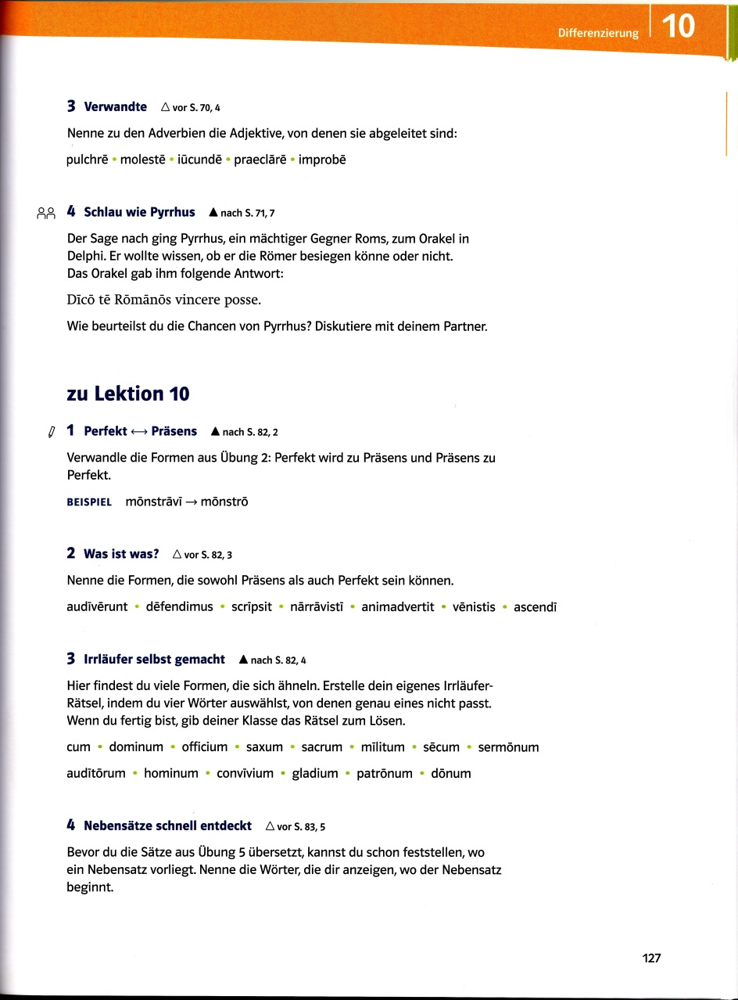 Differenzierung 10
3 Verwandte △ vor S. 70, 4
Nenne zu den Adverbien die Adjektive, von denen sie abgeleitet sind:
pulchrē • molestē • iūcundē • praeclārē • improbē
4 Schlau wie Pyrrhus ▲ nach S. 71, 7
Der Sage nach ging Pyrrhus, ein mächtiger Gegner Roms, zum Orakel in
Delphi. Er wollte wissen, ob er die Römer besiegen könne oder nicht.
Das Orakel gab ihm folgende Antwort:
Dīcō tē Rōmānōs vincere posse.
Wie beurteilst du die Chancen von Pyrrhus? Diskutiere mit deinem Partner.
zu Lektion 10
1 Perfekt ⟷ Präsens ▲ nach S. 82, 2
Verwandle die Formen aus Übung 2: Perfekt wird zu Präsens und Präsens zu
Perfekt.
BEISPIEL mōnstrāvī → mōnstrō
2 Was ist was? △ vor S. 82, 3
Nenne die Formen, die sowohl Präsens als auch Perfekt sein können.
audīvērunt • dēfendimus • scrīpsit • nārrāvistī • animadvertit • vēnistis • ascendī
3 Irrläufer selbst gemacht ▲ nach S. 82, 4
Hier findest du viele Formen, die sich ähneln. Erstelle dein eigenes Irrläufer-
Rätsel, indem du vier Wörter auswählst, von denen genau eines nicht passt.
Wenn du fertig bist, gib deiner Klasse das Rätsel zum Lösen.
cum • dominum • officium • saxum • sacrum • mīlitum • sēcum • sermōnum
audītōrum • hominum • convīvium • gladium • patrōnum • dōnum
4 Nebensätze schnell entdeckt △ vor S. 83, 5
Bevor du die Sätze aus Übung 5 übersetzt, kannst du schon feststellen, wo
ein Nebensatz vorliegt. Nenne die Wörter, die dir anzeigen, wo der Nebensatz
beginnt.
127